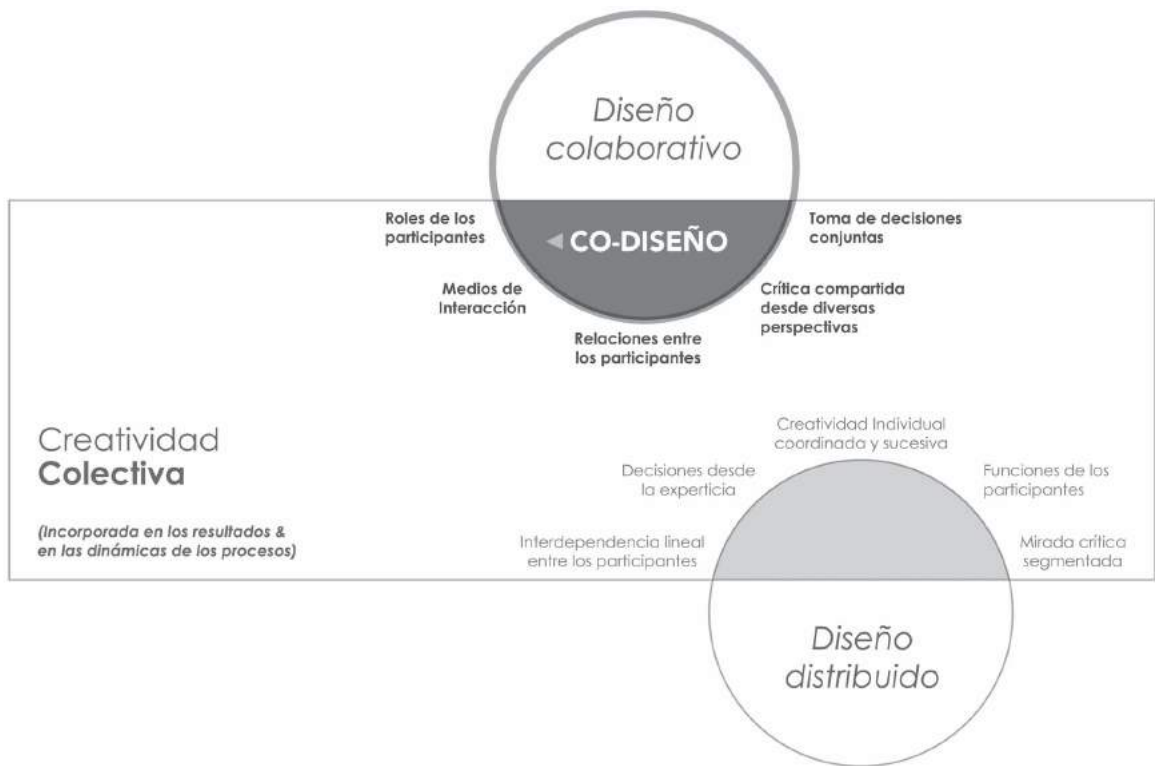 Diseño
colaborativo
Roles de los
participantes
CO-DISEÑO
Toma de decisiones
conjuntas
Medios de
Interacción
Crítica compartida
desde diversas
perspectivas
Relaciones entre
los participantes
Creatividad
Colectiva
(Incorporada en los resultados &
en las dinámicas de los procesos)
Creatividad Individual
coordinada y sucesiva
Decisiones desde
la experticia
Funciones de los
participantes
Interdependencia lineal
entre los participantes
Mirada crítica
segmentada
Diseño
distribuido